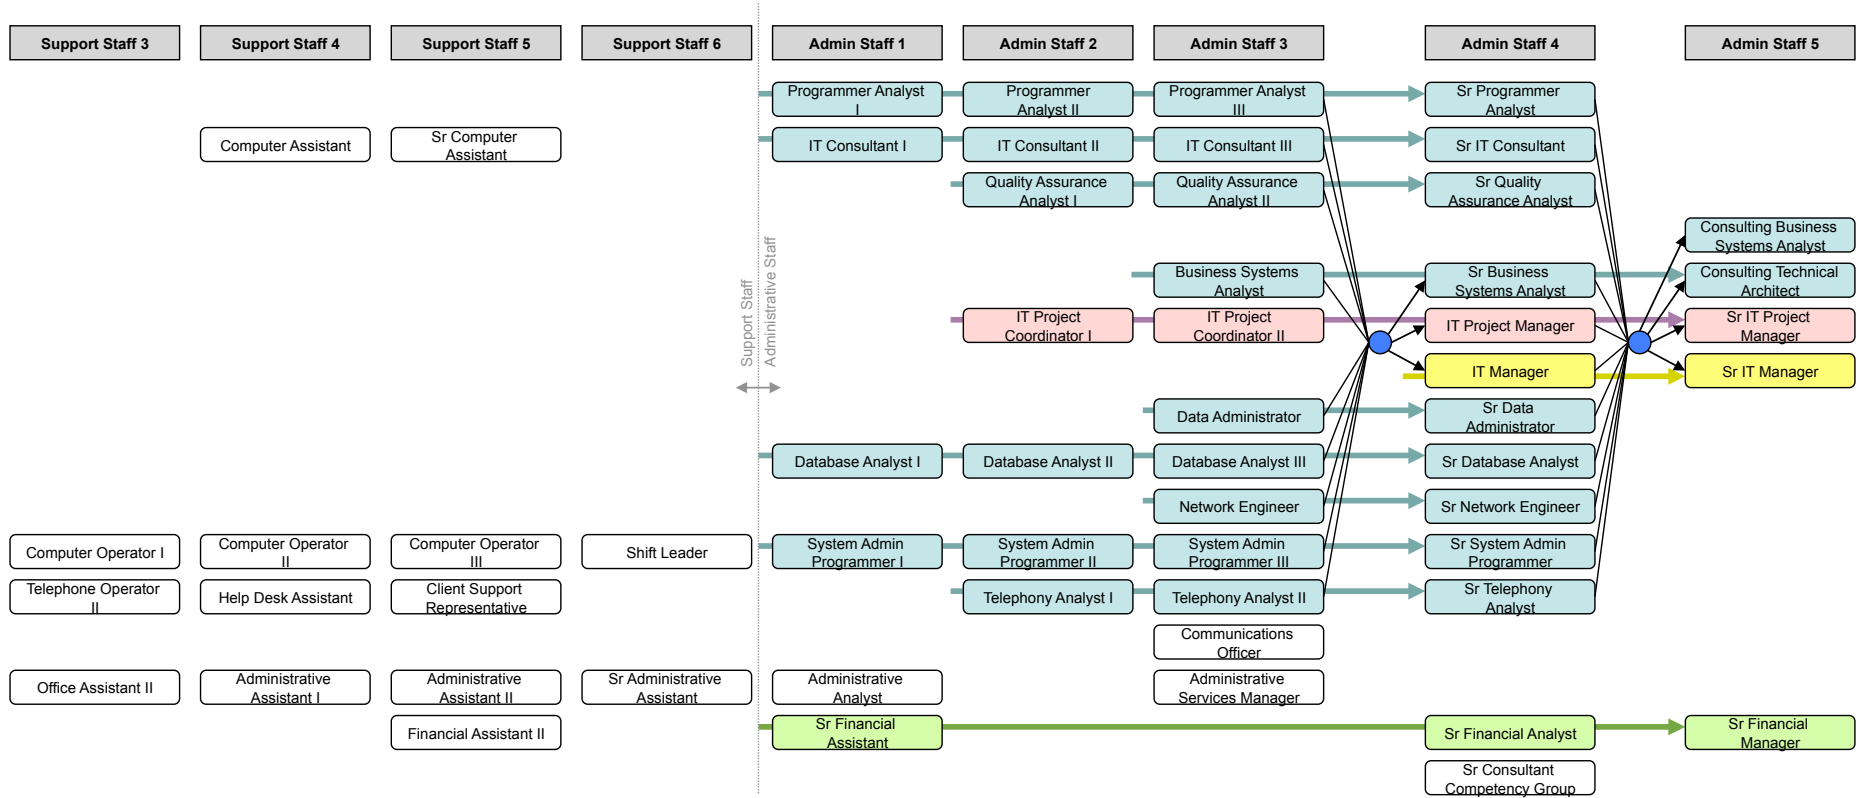 Support Staff 3
Support Staff 4
Support Staff 5
Support Staff 6
Admin Staff 1
Admin Staff 2
Admin Staff 3
Admin Staff 4
Admin Staff 5
Programmer Analyst
I
Programmer
Analyst II
Programmer Analyst
III
Sr Programmer
Analyst
Computer Assistant
Sr Computer
Assistant
IT Consultant I
IT Consultant II
IT Consultant III
Sr IT Consultant
Quality Assurance
Analyst I
Quality Assurance
Analyst II
Sr Quality
Assurance Analyst
Consulting Business
Systems Analyst
Support Staff
Administrative Staff
Business Systems
Analyst
Sr Business
Systems Analyst
Consulting Technical
Architect
IT Project
Coordinator I
IT Project
Coordinator II
IT Project Manager
Sr IT Project
Manager
IT Manager
Sr IT Manager
Data Administrator
Sr Data
Administrator
Database Analyst I
Database Analyst II
Database Analyst III
Sr Database Analyst
Network Engineer
Sr Network Engineer
Computer Operator I
Computer Operator
II
Computer Operator
III
Shift Leader
System Admin
Programmer I
System Admin
Programmer II
System Admin
Programmer III
Sr System Admin
Programmer
Telephone Operator
II
Help Desk Assistant
Client Support
Representative
Telephony Analyst I
Telephony Analyst II
Sr Telephony
Analyst
Communications
Officer
Office Assistant II
Administrative
Assistant I
Administrative
Assistant II
Sr Administrative
Assistant
Administrative
Analyst
Administrative
Services Manager
Financial Assistant II
Sr Financial
Assistant
Sr Financial Analyst
Sr Financial
Manager
Sr Consultant
Competency Group